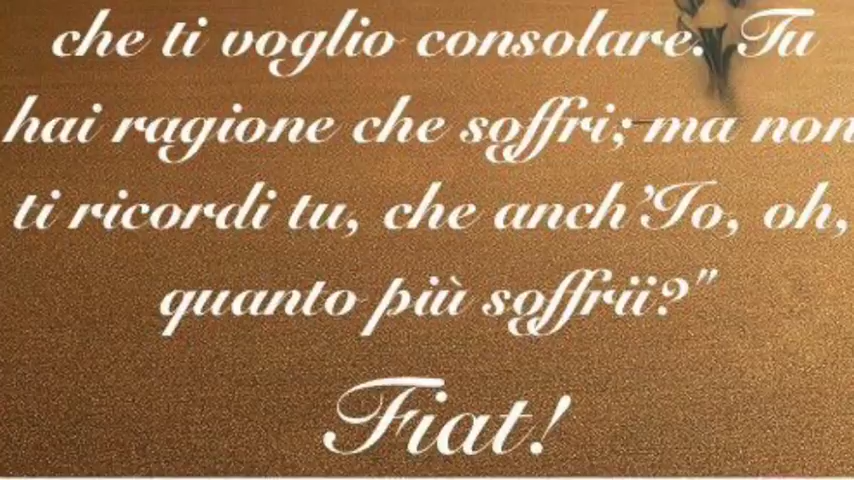 che ti voglio consolare. Tu
hai ragione che soffri; ma non
ti ricordi tu, che anch'Io, oh,
quanto più soffrii?"
Fiat!